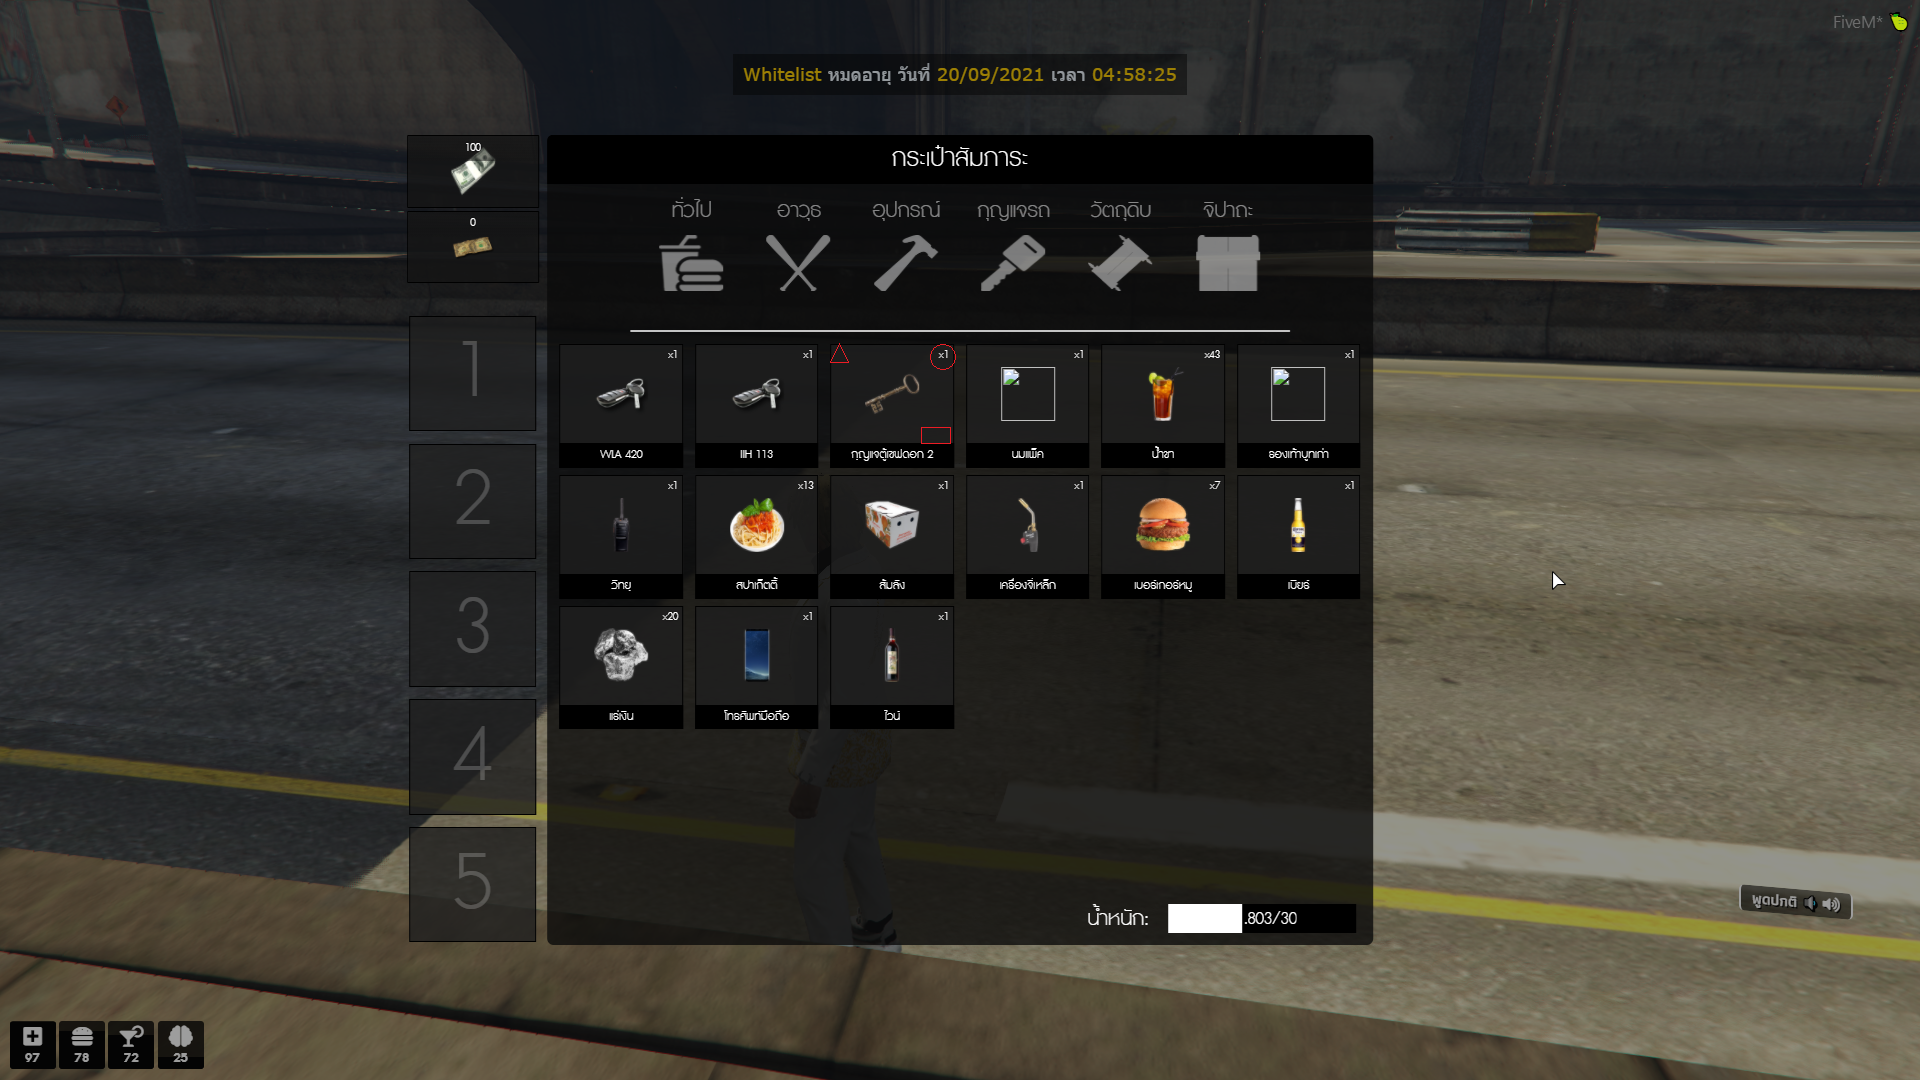 FiveM*
Whitelist หมดอายุ วันที่ 20/09/2021 เวลา 04:58:25
100
0
กระเป๋าสัมภาระ
ทั่วไป อาวุธ อุปกรณ์ กุญแจรถ วัตถุดิบ จิปาถะ
1
2
3
4
5
x1 x1 x1 x1 x43 x1
WLA 420 IIH 113 กุญแจตู้เซฟดอก 2 นมแพ็ค น้ำชา รองเท้าบูทเก่า
x1 x13 x1 x1 x7 x1
วิทยุ สปาเก็ตตี้ ส้มลัง เครื่องจี้เหล็ก เบอร์เกอร์หมู เบียร์
x20 x1 x1
แร่เงิน โทรศัพท์มือถือ ไวน์
น้ำหนัก: .803/30
พูดปกติ
97 78 72 25